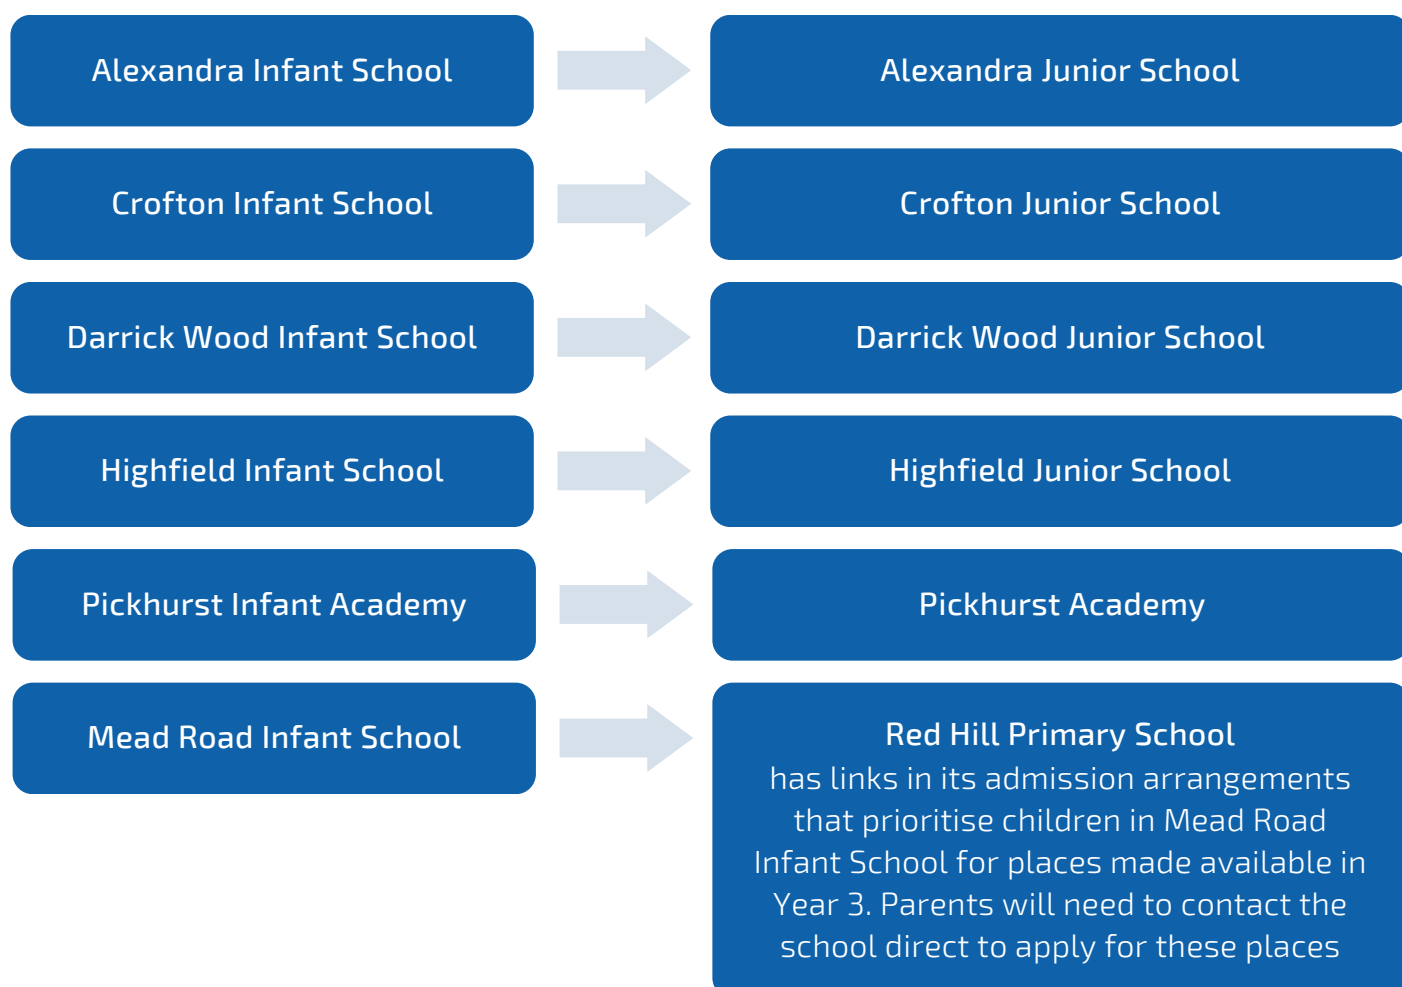 Alexandra Infant School
Alexandra Junior School
Crofton Infant School
Crofton Junior School
Darrick Wood Infant School
Darrick Wood Junior School
Highfield Infant School
Highfield Junior School
Pickhurst Infant Academy
Pickhurst Academy
Mead Road Infant School
Red Hill Primary School
has links in its admission arrangements
that prioritise children in Mead Road
Infant School for places made available in
Year 3. Parents will need to contact the
school direct to apply for these places